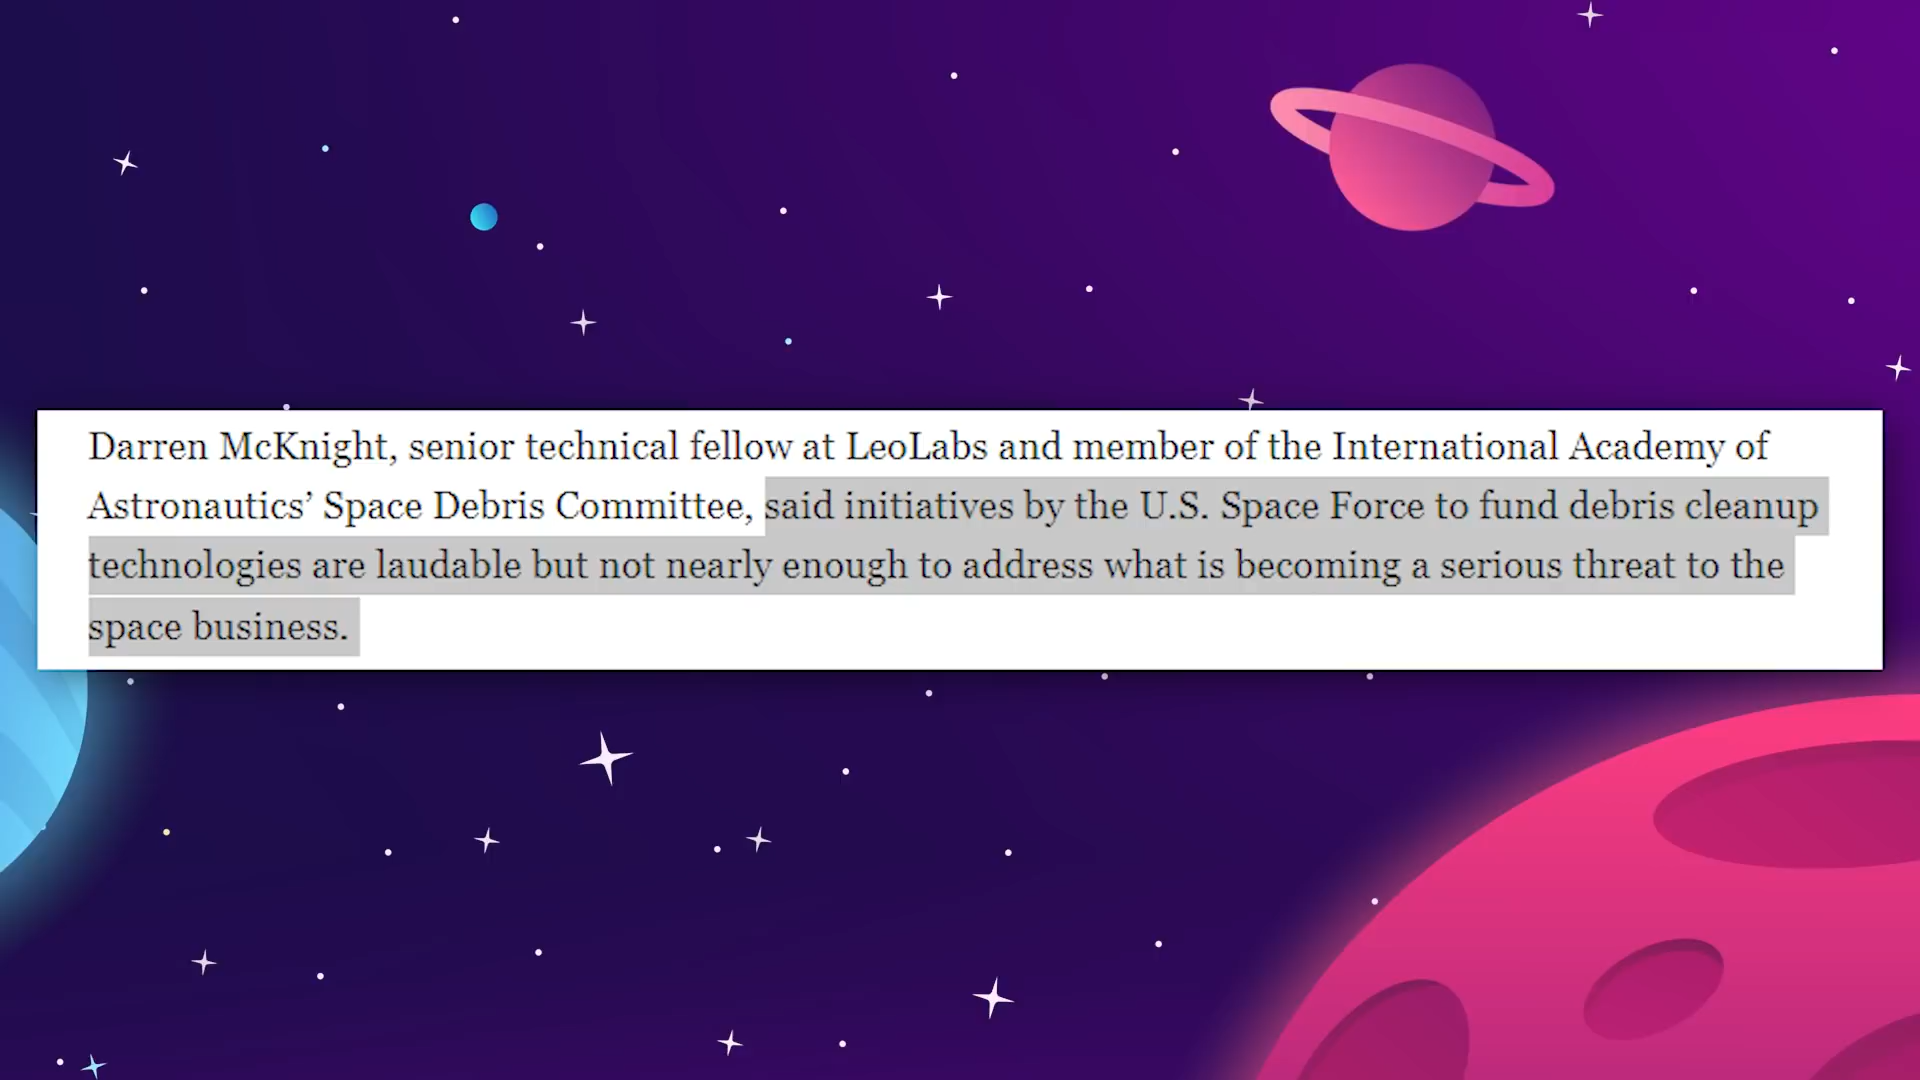 Darren McKnight, senior technical fellow at LeoLabs and member of the International Academy of
Astronautics’ Space Debris Committee, said initiatives by the U.S. Space Force to fund debris cleanup
technologies are laudable but not nearly enough to address what is becoming a serious threat to the
space business.